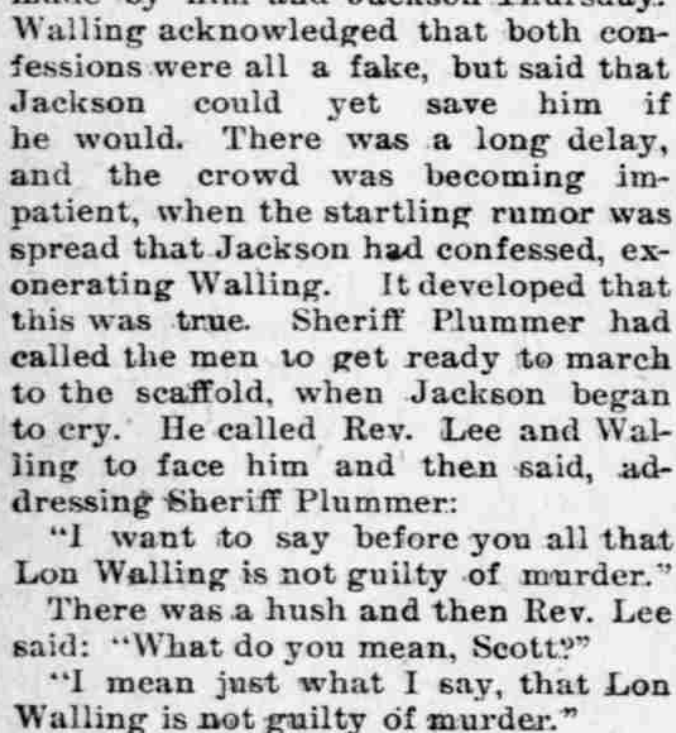 made by him and Jackson Thursday.
Walling acknowledged that both con-
fessions were all a fake, but said that
Jackson could yet save him if
he would. There was a long delay,
and the crowd was becoming im-
patient, when the startling rumor was
spread that Jackson had confessed, ex-
onerating Walling. It developed that
this was true. Sheriff Plummer had
called the men to get ready to march
to the scaffold, when Jackson began
to cry. He called Rev. Lee and Wal-
ling to face him and then said, ad-
dressing Sheriff Plummer:
"I want to say before you all that
Lon Walling is not guilty of murder."
There was a hush and then Rev. Lee
said: "What do you mean, Scott?"
"I mean just what I say, that Lon
Walling is not guilty of murder."